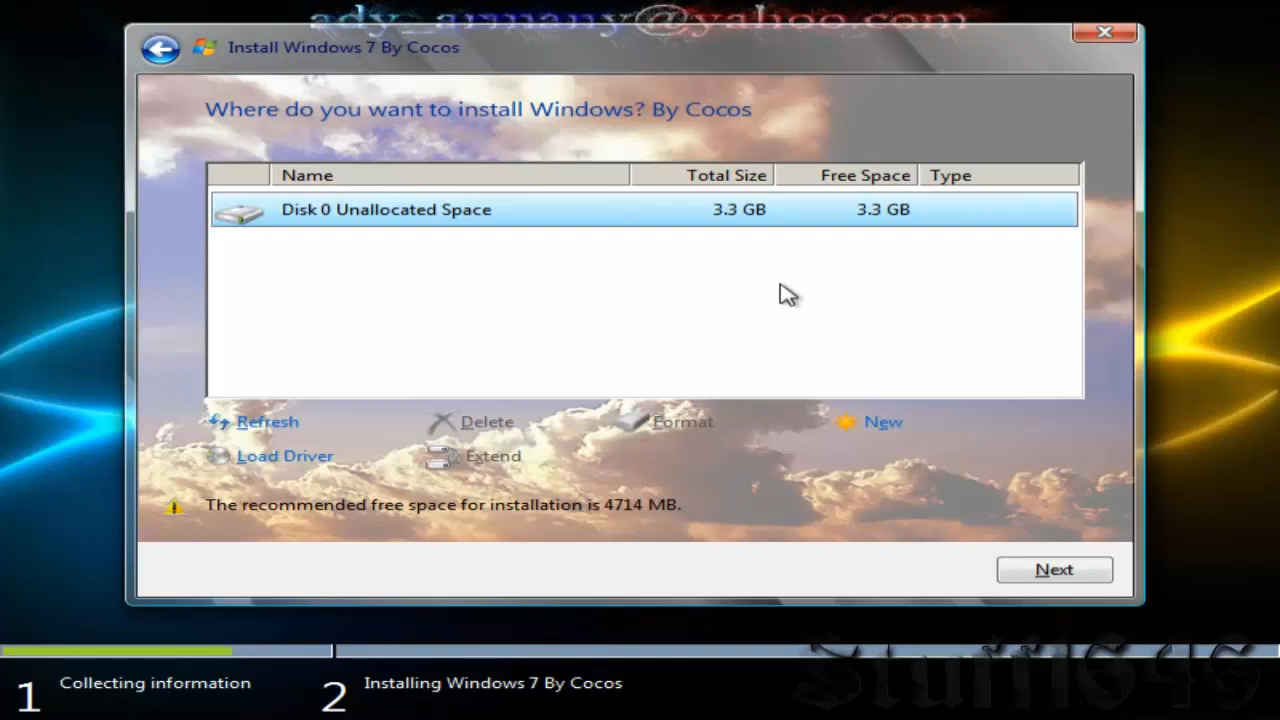 ady_armany@yahoo.com
Install Windows 7 By Cocos
Where do you want to install Windows? By Cocos
Name Total Size Free Space Type
Disk 0 Unallocated Space 3.3 GB 3.3 GB
Refresh Delete Format New
Load Driver Extend
The recommended free space for installation is 4714 MB.
Next
1 Collecting information 2 Installing Windows 7 By Cocos